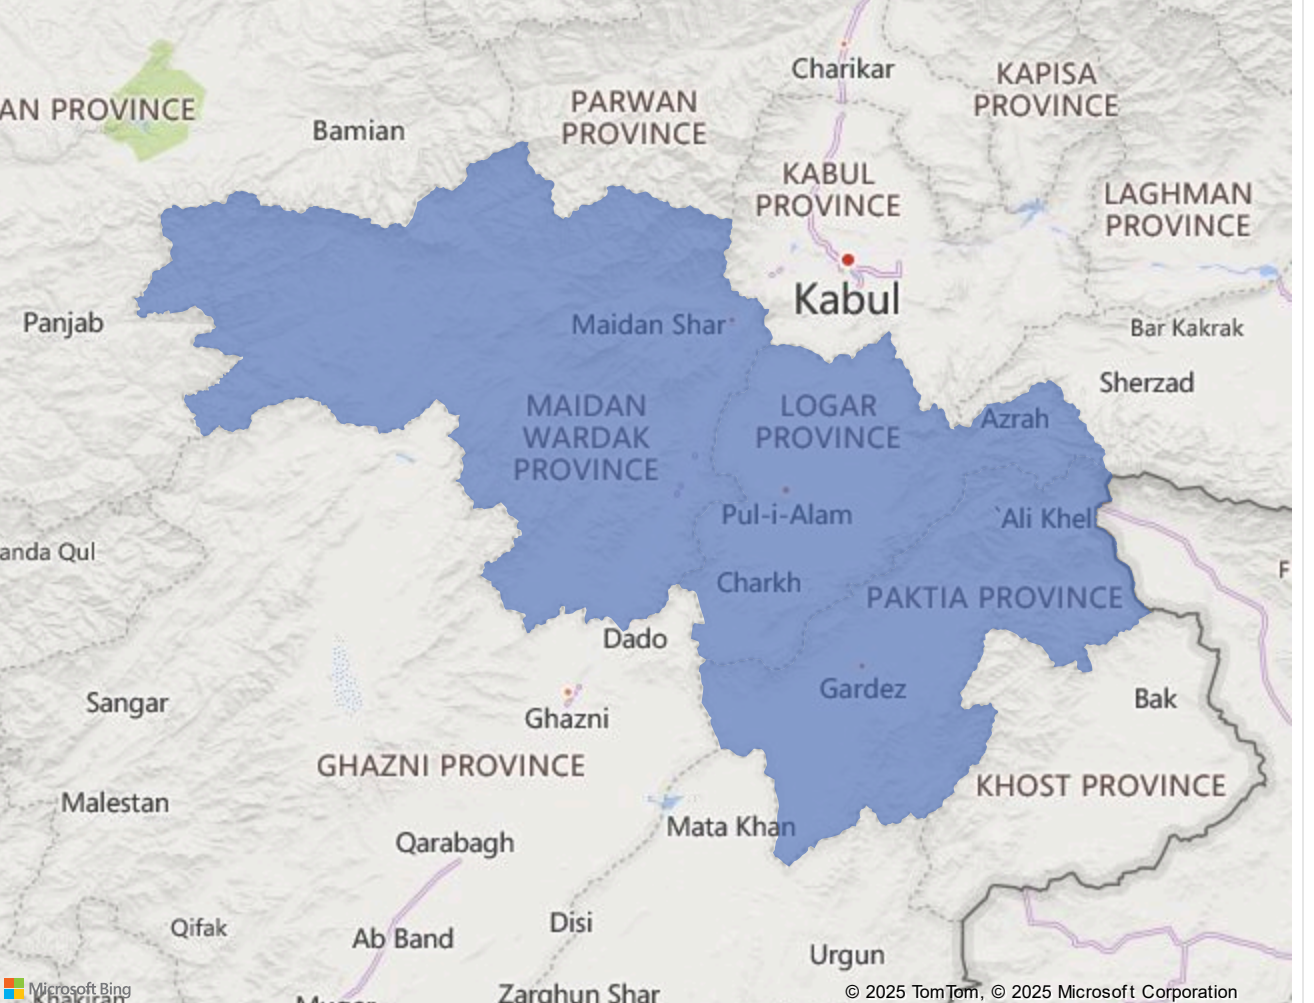 Charikar
KAPISA
PROVINCE
PARWAN
PROVINCE
AN PROVINCE
Bamian
KABUL
PROVINCE
LAGHMAN
PROVINCE
Kabul
Panjab
Maidan Shar
Bar Kakrak
Sherzad
MAIDAN
WARDAK
PROVINCE
LOGAR
PROVINCE
Azrah
Pul-i-Alam
`Ali Khel
anda Qul
F
Charkh
PAKTIA PROVINCE
Dado
Gardez
Sangar
Ghazni
Bak
GHAZNI PROVINCE
KHOST PROVINCE
Malestan
Mata Khan
Qarabagh
Qifak
Ab Band
Disi
Urgun
Microsoft Bing
Khakiran
Zarghun Shar
© 2025 TomTom, © 2025 Microsoft Corporation